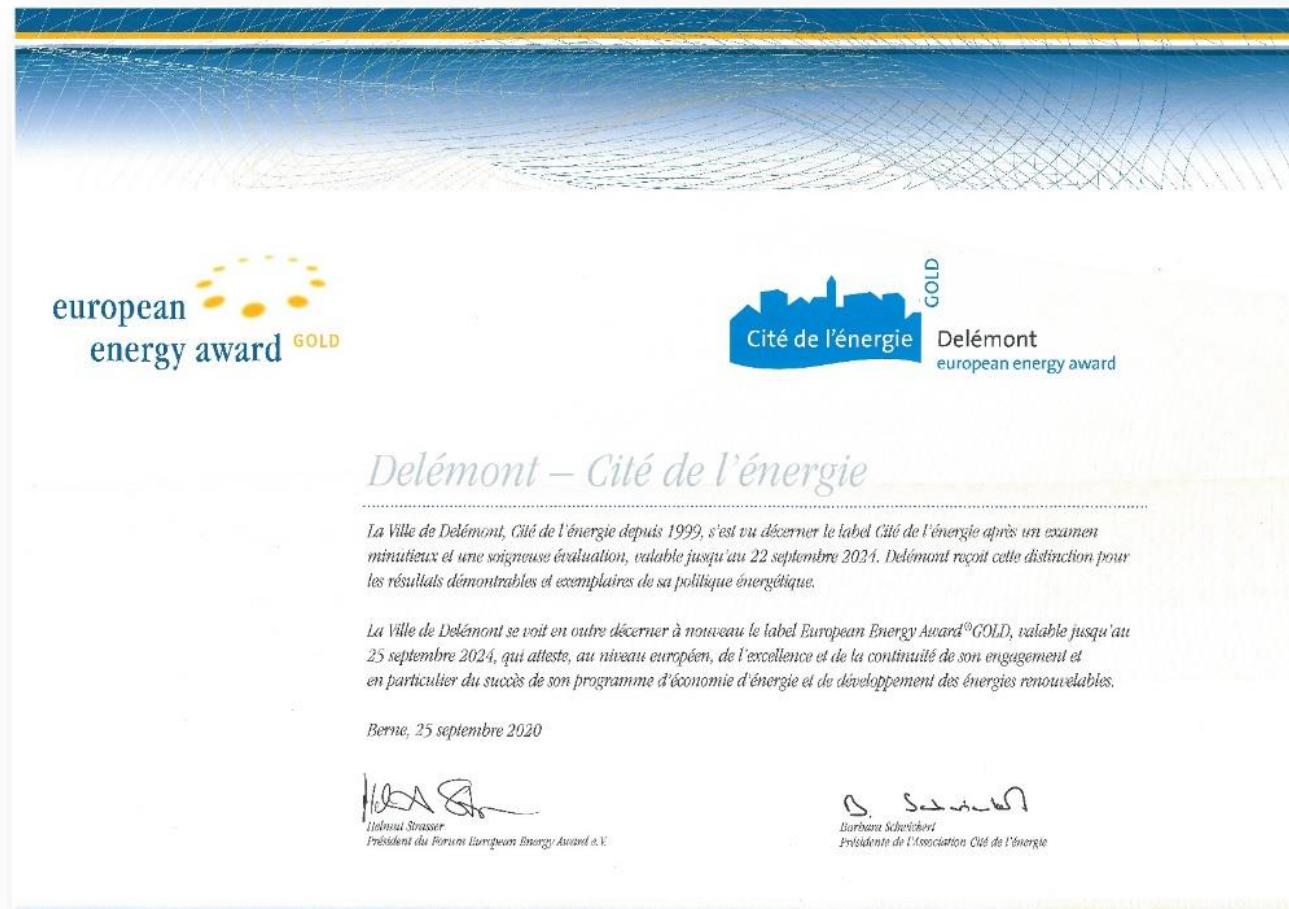 european
energy award GOLD
GOLD
Cité de l'énergie
Delémont
european energy award
Delémont – Cité de l'énergie
La Ville de Delémont, Cité de l'énergie depuis 1999, s'est vu décerner le label Cité de l'énergie après un examen
minutieux et une soigneuse évaluation, valable jusqu'au 22 septembre 2024. Delémont reçoit cette distinction pour
les résultats démontrables et exemplaires de sa politique énergétique.
La Ville de Delémont se voit en outre décerner à nouveau le label European Energy Award®GOLD, valable jusqu'au
25 septembre 2024, qui atteste, au niveau européen, de l'excellence et de la continuité de son engagement et
en particulier du succès de son programme d'économie d'énergie et de développement des énergies renouvelables.
Berne, 25 septembre 2020
Helmut Strasser
Président du Forum European Energy Award e.V.
Barbara Schwickert
Présidente de l'Association Cité de l'énergie